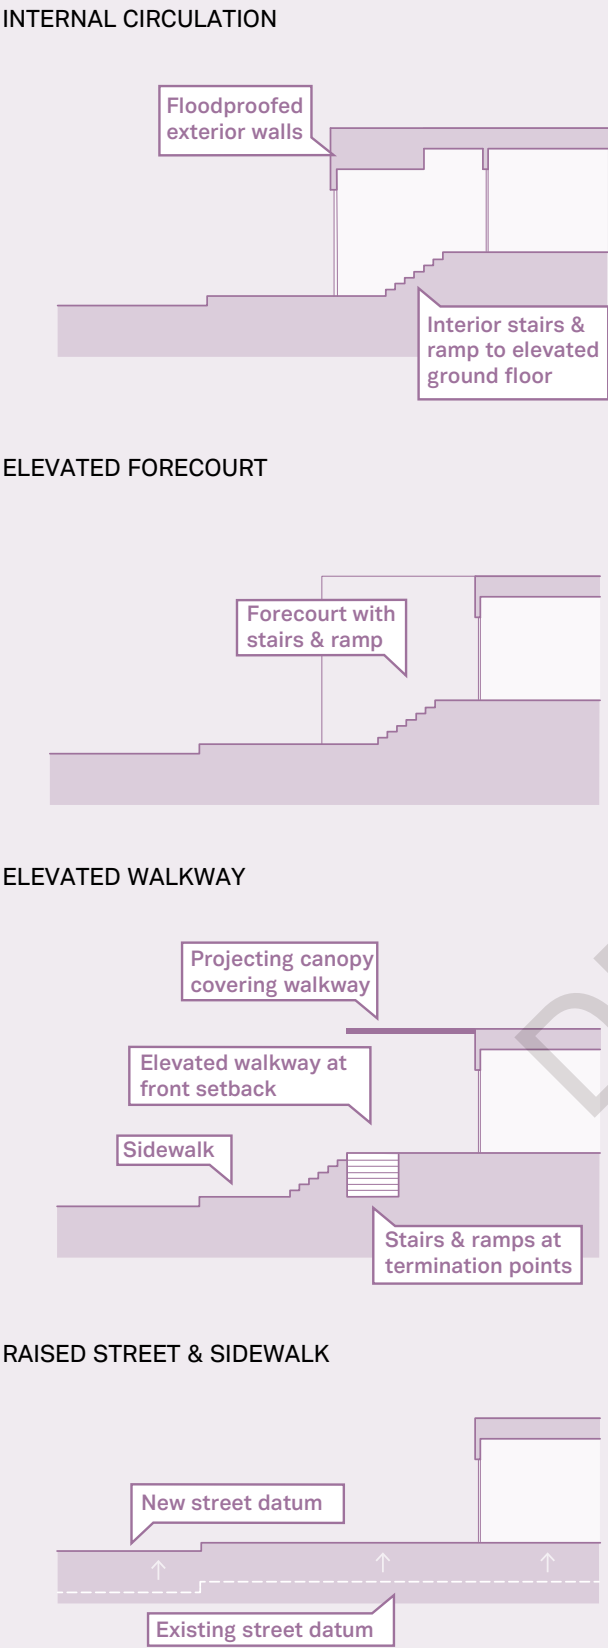 INTERNAL CIRCULATION
Floodproofed
exterior walls
Interior stairs &
ramp to elevated
ground floor
ELEVATED FORECOURT
Forecourt with
stairs & ramp
ELEVATED WALKWAY
Projecting canopy
covering walkway
Elevated walkway at
front setback
Sidewalk
Stairs & ramps at
termination points
RAISED STREET & SIDEWALK
New street datum
Existing street datum